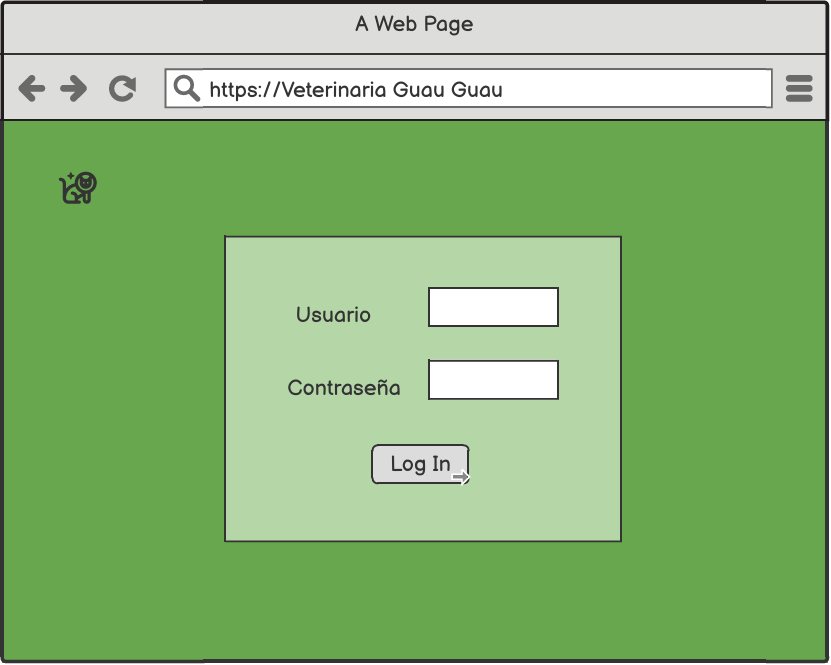 A Web Page
https://Veterinaria Guau Guau
Usuario
Contraseña
Log In